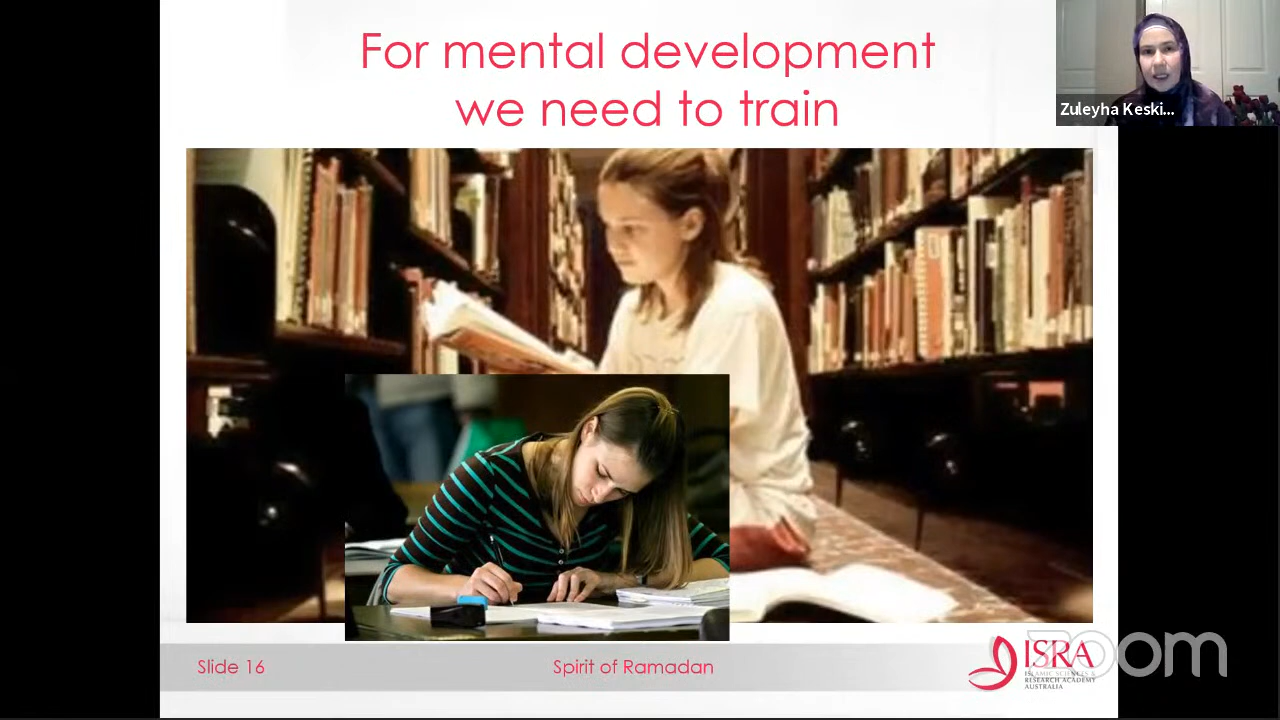 For mental development
we need to train
Zuleyha Keski...
Slide 16
Spirit of Ramadan
ISRA
ISLAMIC SCIENCES &
RESEARCH ACADEMY
AUSTRALIA
zoom